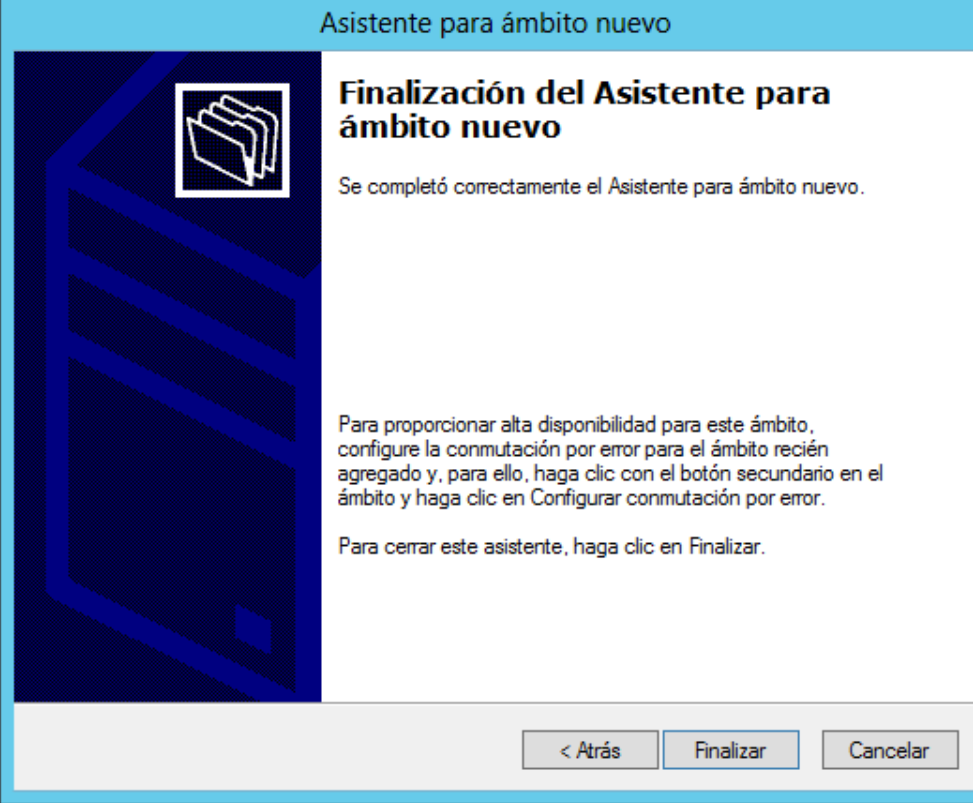 Asistente para ámbito nuevo
Finalización del Asistente para
ámbito nuevo
Se completó correctamente el Asistente para ámbito nuevo.
Para proporcionar alta disponibilidad para este ámbito,
configure la conmutación por error para el ámbito recién
agregado y, para ello, haga clic con el botón secundario en el
ámbito y haga clic en Configurar conmutación por error.
Para cerrar este asistente, haga clic en Finalizar.
< Atrás
Finalizar
Cancelar